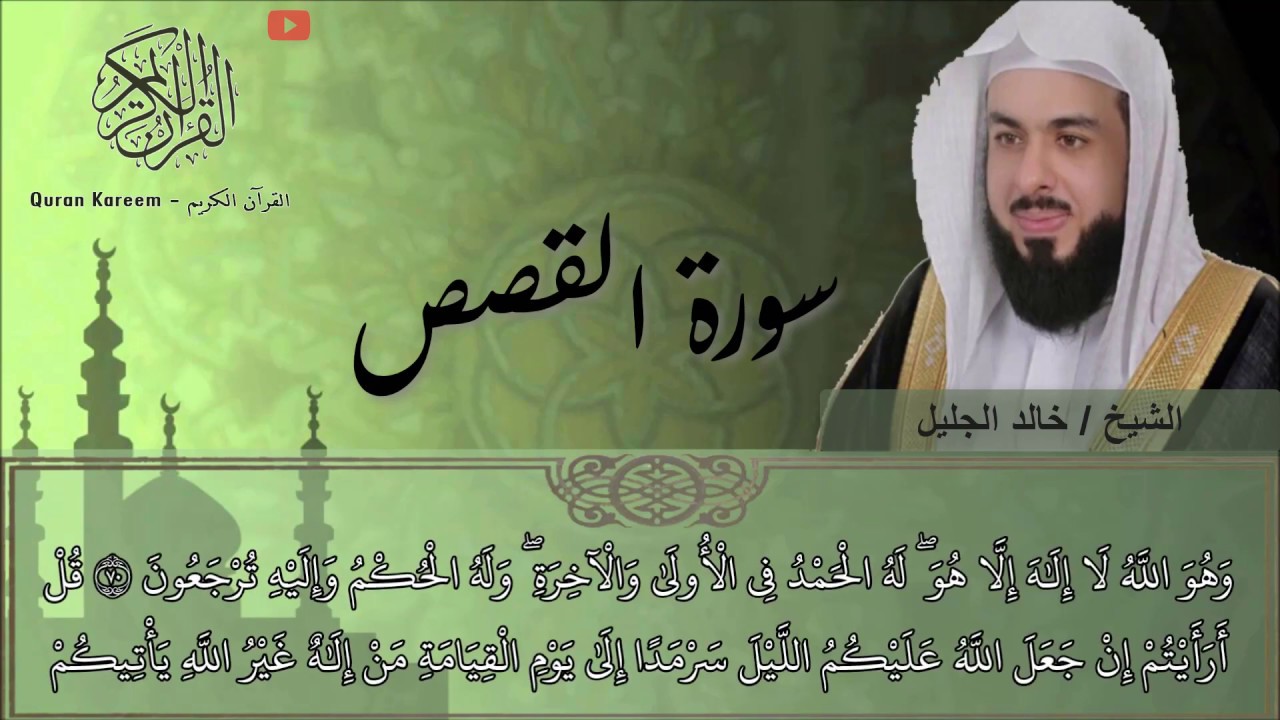 القرآن الكريم
Quran Kareem - القرآن الكريم
سورة القصص
الشيخ / خالد الجليل
وَهُوَ اللَّهُ لَا إِلَٰهَ إِلَّا هُوَ ۖ لَهُ الْحَمْدُ فِي الْأُولَىٰ وَالْآخِرَةِ ۖ وَلَهُ الْحُكْمُ وَإِلَيْهِ تُرْجَعُونَ ﴿٧٠﴾ قُلْ
أَرَأَيْتُمْ إِنْ جَعَلَ اللَّهُ عَلَيْكُمُ اللَّيْلَ سَرْمَدًا إِلَىٰ يَوْمِ الْقِيَامَةِ مَنْ إِلَٰهٌ غَيْرُ اللَّهِ يَأْتِيكُمْ